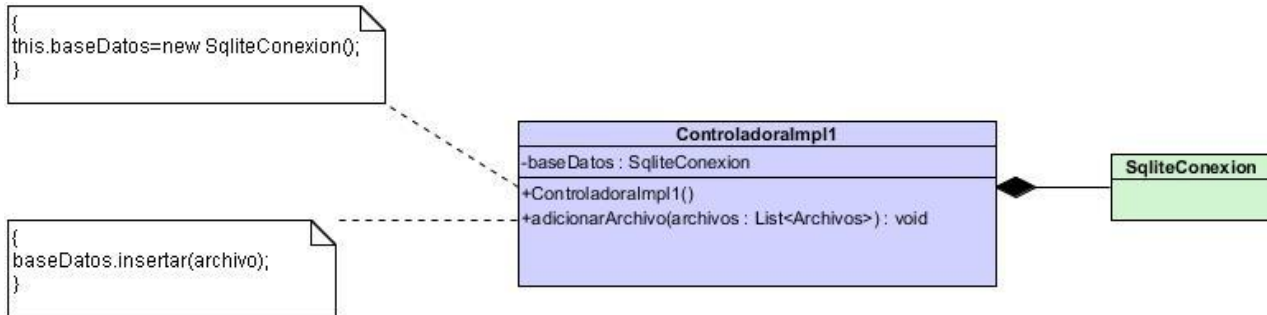 {
this.baseDatos=new SqliteConexion();
}
ControladoraImpl1
-baseDatos : SqliteConexion
+ControladoraImpl1()
+adicionarArchivo(archivos : List<Archivos>) : void
SqliteConexion
{
baseDatos.insertar(archivo);
}